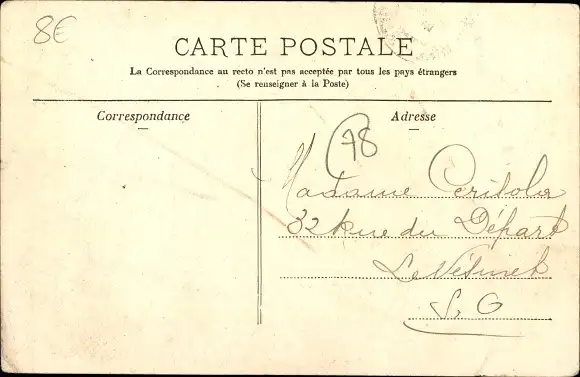 8€
CARTE POSTALE
La Correspondance au recto n'est pas acceptée par tous les pays étrangers
(Se renseigner à la Poste)
Correspondance
Adresse
78
Madame
32 Rue du Départ
Le Vésinet
S. O